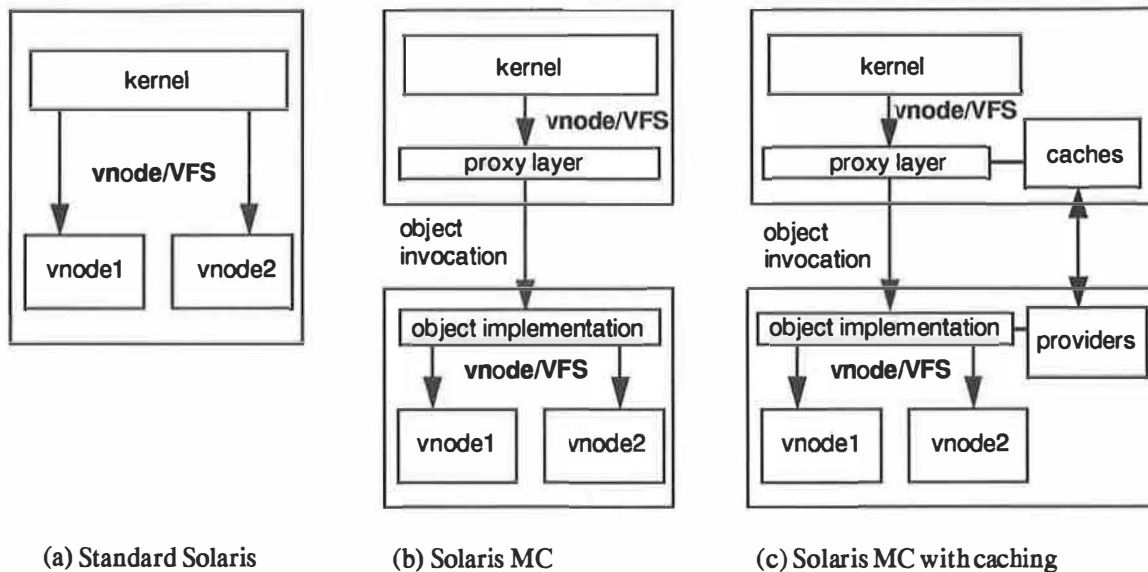 kernel
vnode/VFS
vnode1
vnode2
(a) Standard Solaris
kernel
vnode/VFS
proxy layer
object
invocation
object implementation
vnode/VFS
vnode1
vnode2
(b) Solaris MC
kernel
vnode/VFS
proxy layer
caches
object
invocation
object implementation
providers
vnode/VFS
vnode1
vnode2
(c) Solaris MC with caching